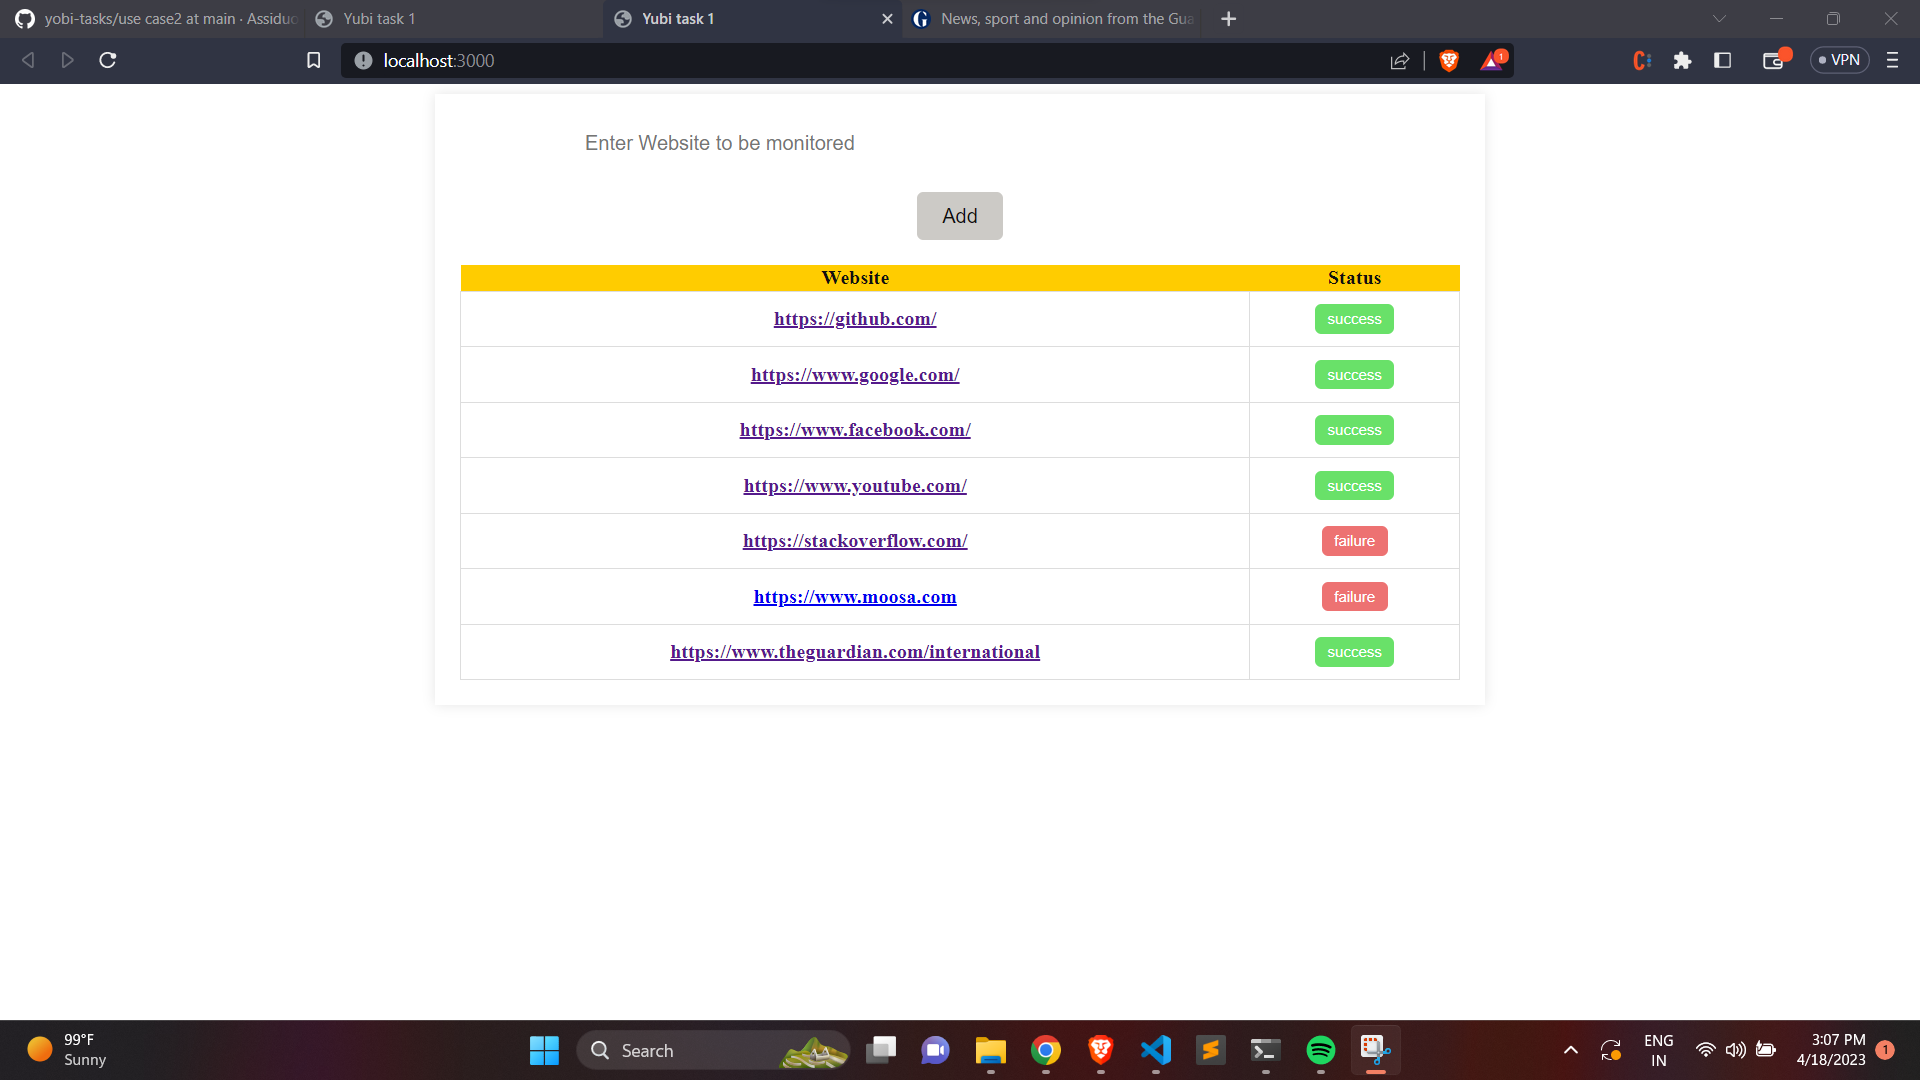 yobi-tasks/use case2 at main · Assiduo
Yubi task 1
Yubi task 1
News, sport and opinion from the Gua
localhost:3000
1
VPN
Enter Website to be monitored
Add
Website Status
https://github.com/ success
https://www.google.com/ success
https://www.facebook.com/ success
https://www.youtube.com/ success
https://stackoverflow.com/ failure
https://www.moosa.com failure
https://www.theguardian.com/international success
99°F
Sunny
Search
ENG
IN
3:07 PM
4/18/2023
1